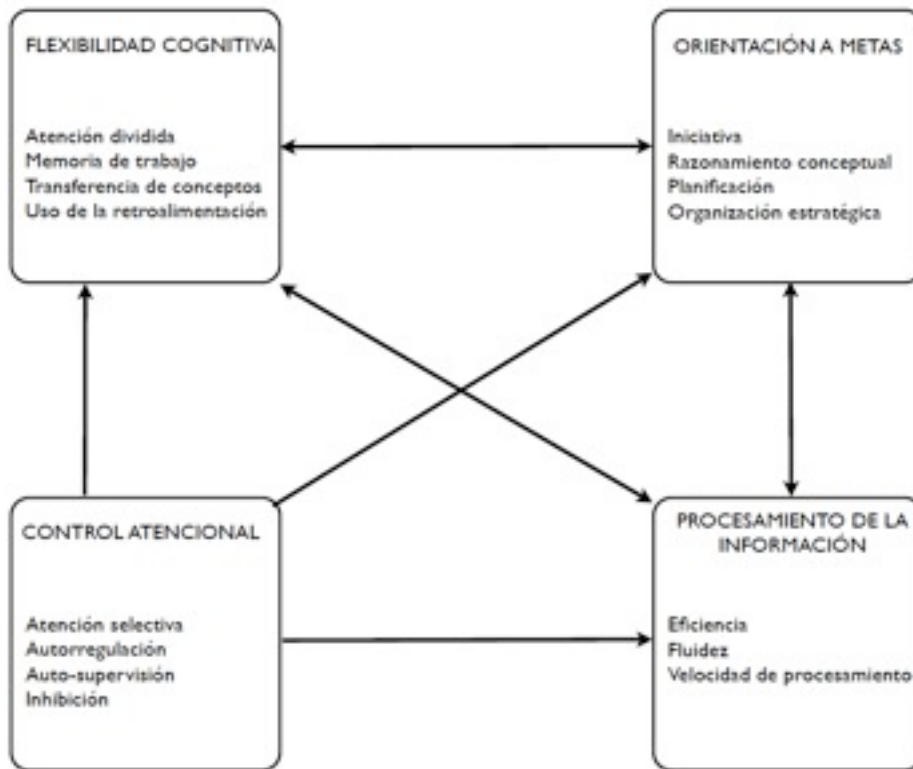 FLEXIBILIDAD COGNITIVA
Atención dividida
Memoria de trabajo
Transferencia de conceptos
Uso de la retroalimentación
ORIENTACIÓN A METAS
Iniciativa
Razonamiento conceptual
Planificación
Organización estratégica
CONTROL ATENCIONAL
Atención selectiva
Autorregulación
Auto-supervisión
Inhibición
PROCESAMIENTO DE LA
INFORMACIÓN
Eficiencia
Fluidez
Velocidad de procesamiento